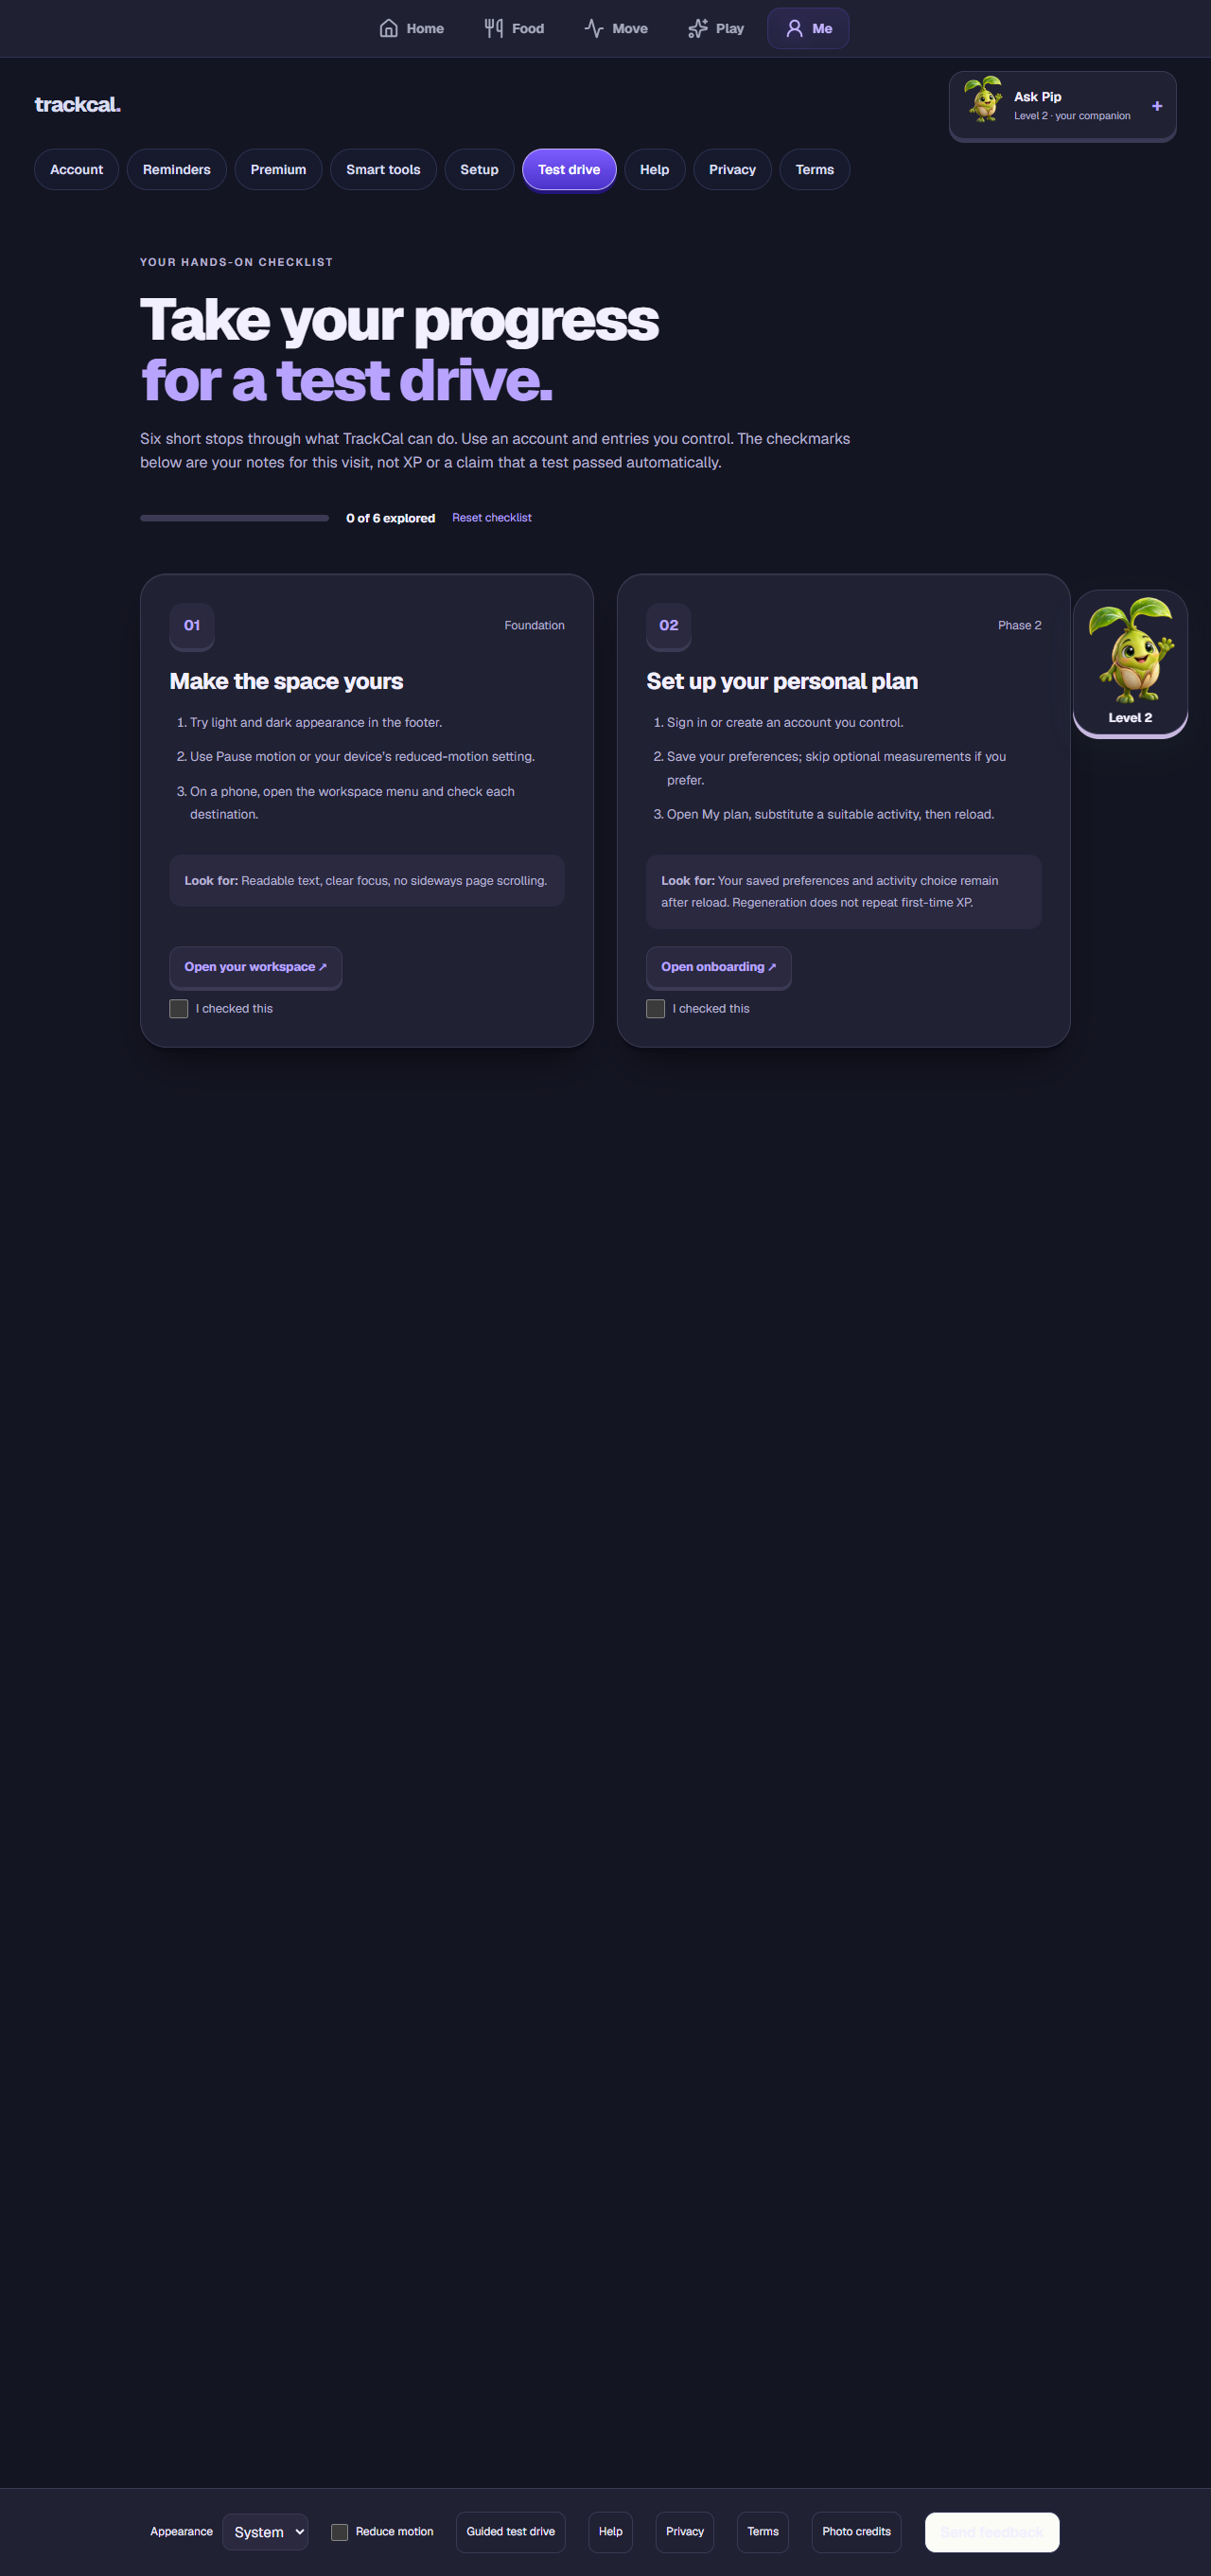 Home Food Move Play Me
trackcal.
Ask Pip
Level 2 · your companion
+
Account Reminders Premium Smart tools Setup Test drive Help Privacy Terms
YOUR HANDS-ON CHECKLIST
Take your progress
for a test drive.
Six short stops through what TrackCal can do. Use an account and entries you control. The checkmarks
below are your notes for this visit, not XP or a claim that a test passed automatically.
0 of 6 explored Reset checklist
01 Foundation
Make the space yours
1. Try light and dark appearance in the footer.
2. Use Pause motion or your device's reduced-motion setting.
3. On a phone, open the workspace menu and check each
destination.
Look for: Readable text, clear focus, no sideways page scrolling.
Open your workspace ↗
I checked this
02 Phase 2
Set up your personal plan
1. Sign in or create an account you control.
2. Save your preferences; skip optional measurements if you
prefer.
3. Open My plan, substitute a suitable activity, then reload.
Look for: Your saved preferences and activity choice remain
after reload. Regeneration does not repeat first-time XP.
Open onboarding ↗
I checked this
Level 2
Appearance System Reduce motion Guided test drive Help Privacy Terms Photo credits Send feedback